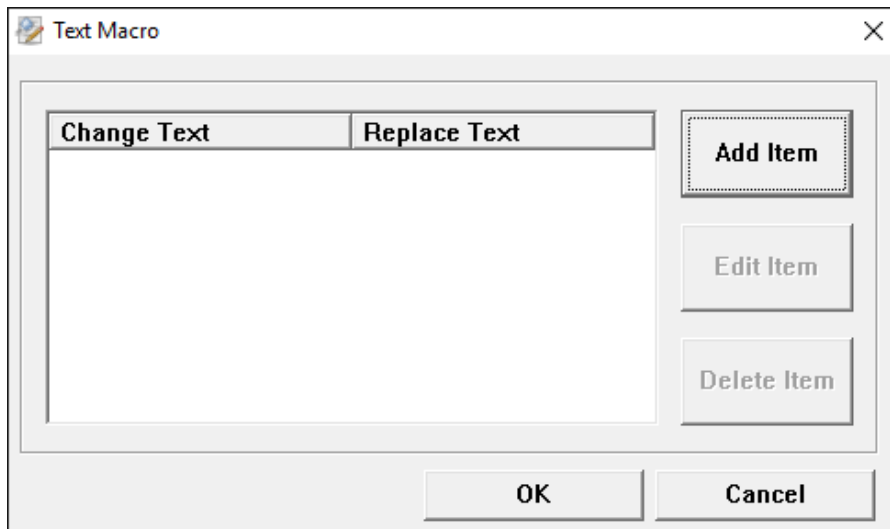 Text Macro
Change Text Replace Text
Add Item
Edit Item
Delete Item
OK Cancel